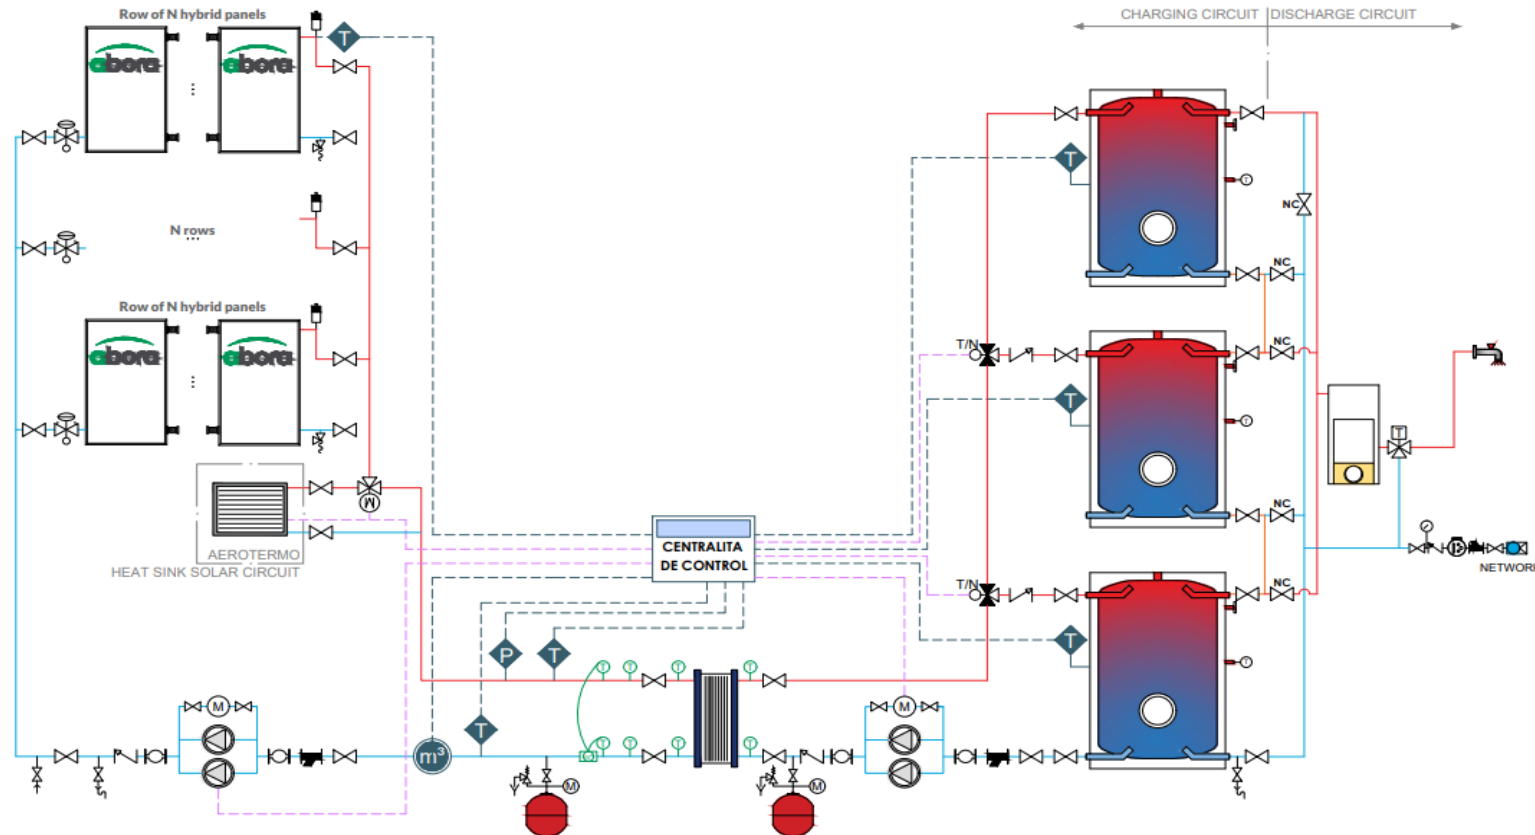 Row of N hybrid panels
CHARGING CIRCUIT
DISCHARGE CIRCUIT
abora
abora
T
T
T
NC
N rows
NC
Row of N hybrid panels
abora
abora
T/N
NC
T
T
T
M
NC
AEROTERMO
HEAT SINK SOLAR CIRCUIT
CENTRALITA
DE CONTROL
NETWORK
T/N
NC
T
P
T
T
T
T
T
T
T
M
M
T
m³
T
T
T
T
M
M